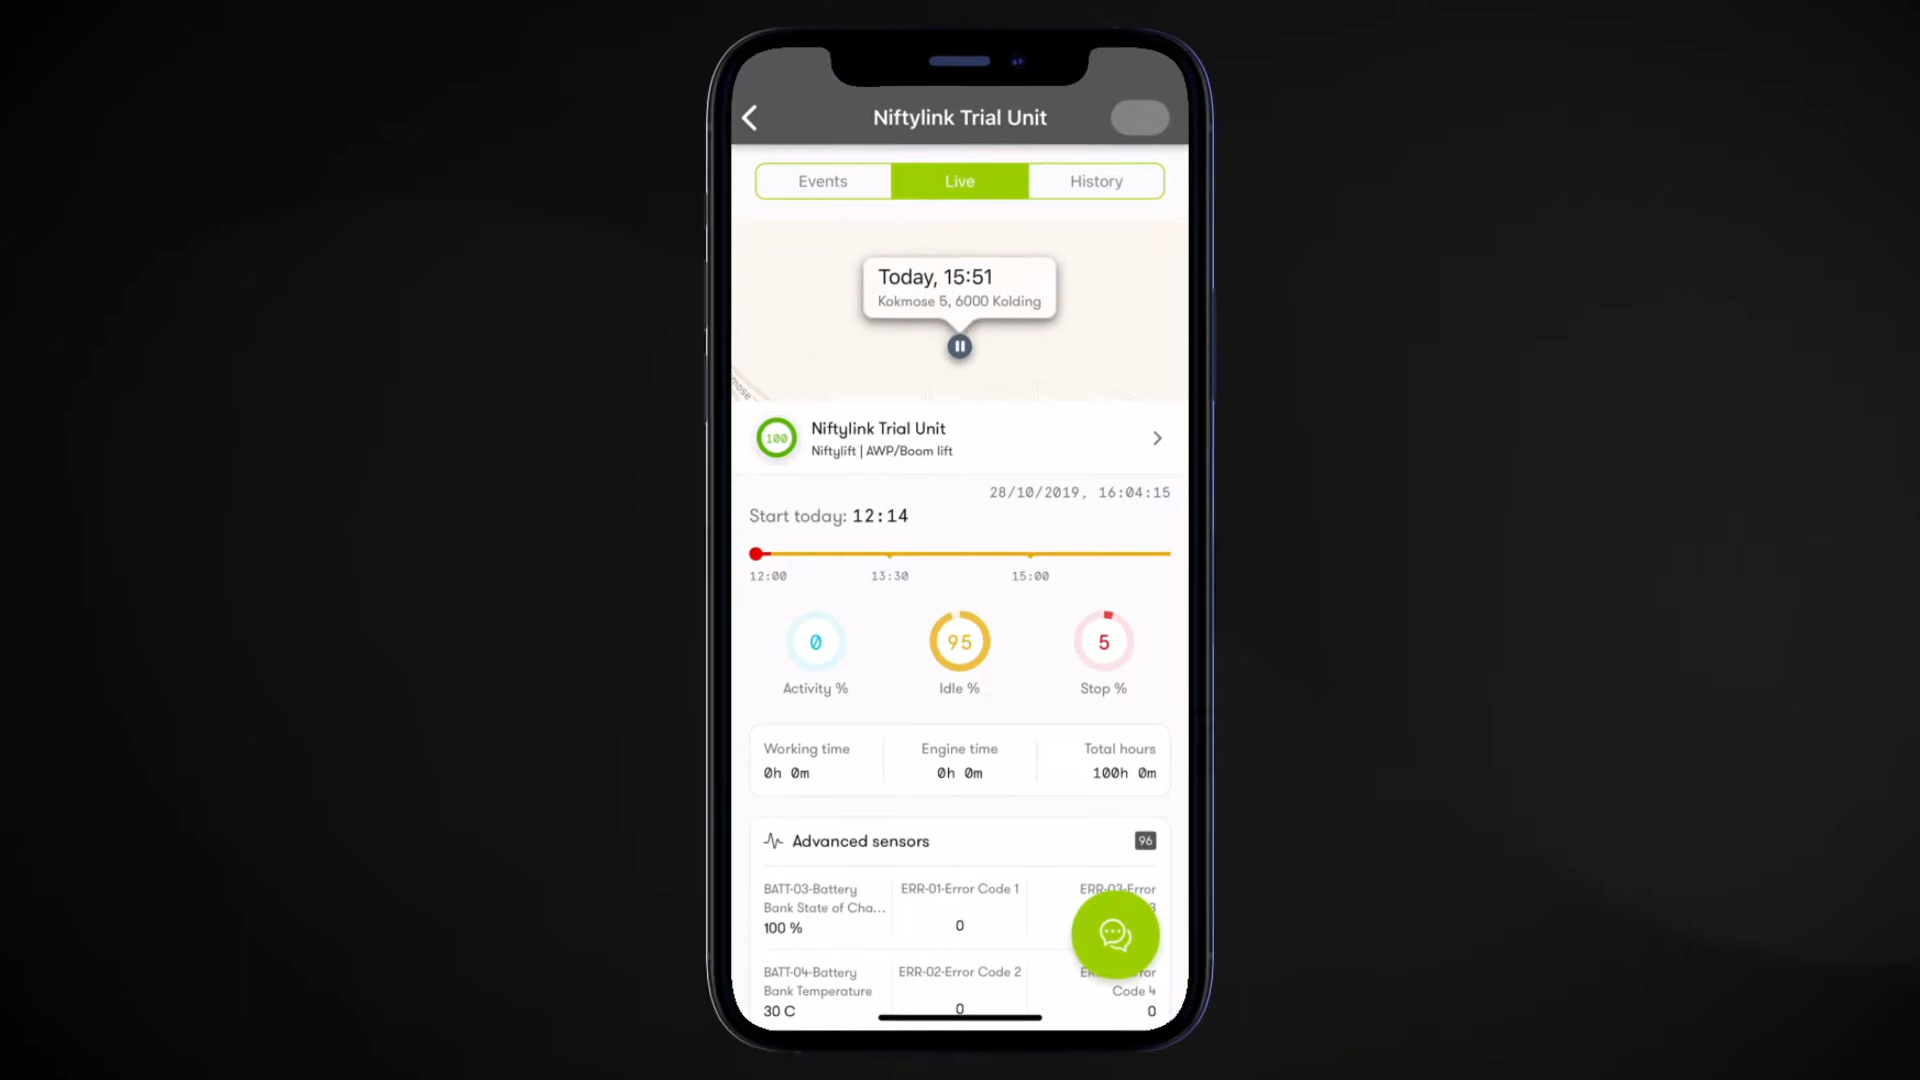 Niftylink Trial Unit
Events
Live
History
Today, 15:51
Kokmose 5, 6000 Kolding
mose
100
Niftylink Trial Unit
Niftylift | AWP/Boom lift
28/10/2019, 16:04:15
Start today: 12:14
12:00
13:30
15:00
0
95
5
Activity %
Idle %
Stop %
Working time
Engine time
Total hours
0h 0m
0h 0m
100h 0m
Advanced sensors
96
BATT-03-Battery
Bank State of Cha...
100 %
ERR-01-Error Code 1
0
ERR-03-Error
3
BATT-04-Battery
Bank Temperature
30 C
ERR-02-Error Code 2
0
Code 4
0